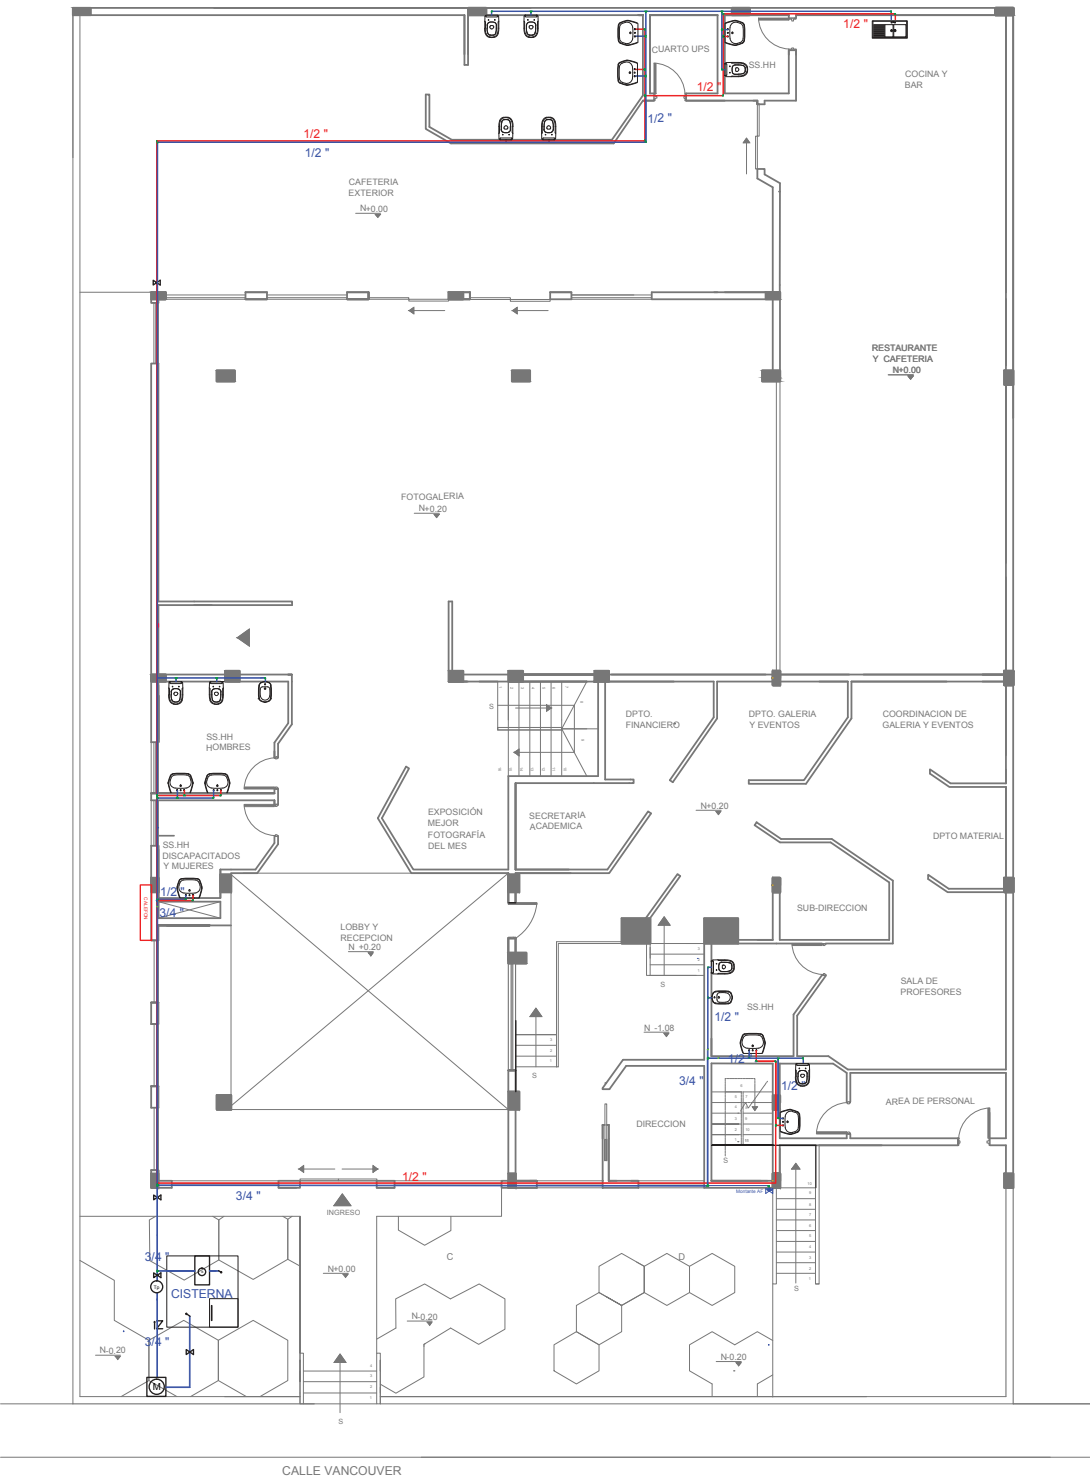 1/2 "
CUARTO UPS
SS.HH
COCINA Y
BAR
1/2 "
1/2 "
1/2 "
1/2 "
CAFETERIA
EXTERIOR
N+0.00
RESTAURANTE
Y CAFETERIA
N+0.00
FOTOGALERIA
N+0.20
S
DPTO.
FINANCIERO
DPTO. GALERIA
Y EVENTOS
COORDINACION DE
GALERIA Y EVENTOS
SS.HH
HOMBRES
EXPOSICIÓN
MEJOR
FOTOGRAFÍA
DEL MES
SECRETARIA
ACADEMICA
N+0.20
DPTO MATERIAL
SS.HH
DISCAPACITADOS
Y MUJERES
1/2 "
3/4 "
CALEFON
SUB-DIRECCION
LOBBY Y
RECEPCION
N +0.20
S
SALA DE
PROFESORES
SS.HH
1/2 "
N -1.08
1/2 "
S
3/4 "
1/2 "
AREA DE PERSONAL
DIRECCION
S
1/2 "
3/4 "
Montante AF
INGRESO
3/4 "
C
D
N+0.00
CISTERNA
S
N-0.20
3/4 "
N-0.20
N-0.20
M
S
CALLE VANCOUVER